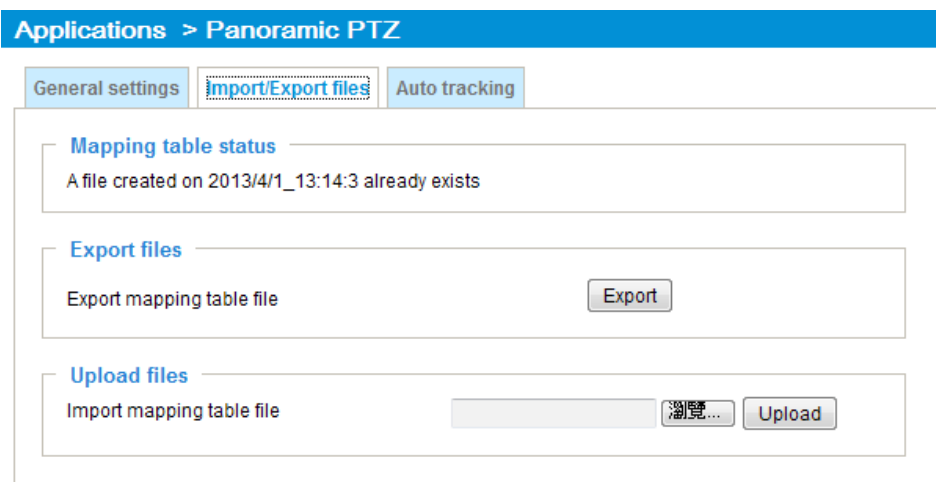 Applications > Panoramic PTZ
General settings Import/Export files Auto tracking
Mapping table status
A file created on 2013/4/1_13:14:3 already exists
Export files
Export mapping table file Export
Upload files
Import mapping table file 瀏覽... Upload